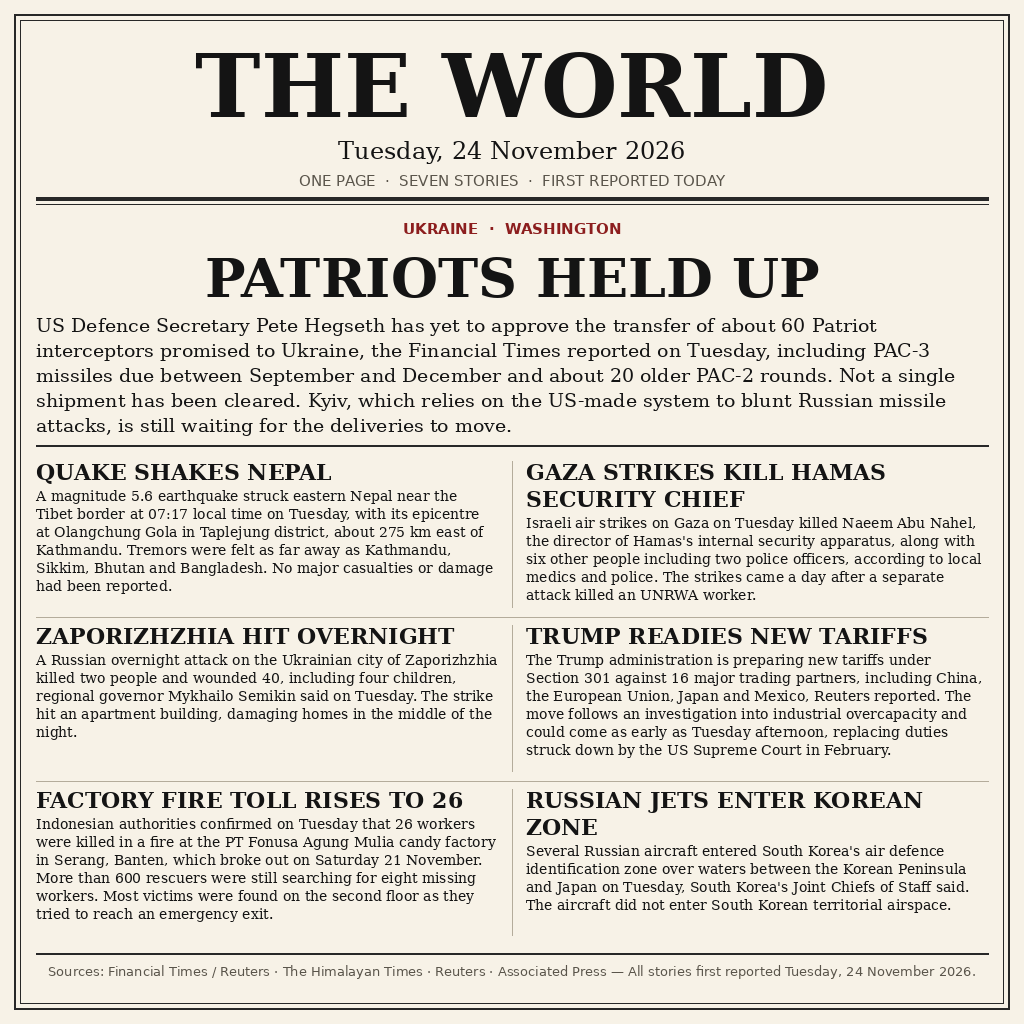 THE WORLD
Tuesday, 24 November 2026
ONE PAGE · SEVEN STORIES · FIRST REPORTED TODAY
UKRAINE · WASHINGTON
PATRIOTS HELD UP
US Defence Secretary Pete Hegseth has yet to approve the transfer of about 60 Patriot
interceptors promised to Ukraine, the Financial Times reported on Tuesday, including PAC-3
missiles due between September and December and about 20 older PAC-2 rounds. Not a single
shipment has been cleared. Kyiv, which relies on the US-made system to blunt Russian missile
attacks, is still waiting for the deliveries to move.
QUAKE SHAKES NEPAL
A magnitude 5.6 earthquake struck eastern Nepal near the
Tibet border at 07:17 local time on Tuesday, with its epicentre
at Olangchung Gola in Taplejung district, about 275 km east of
Kathmandu. Tremors were felt as far away as Kathmandu,
Sikkim, Bhutan and Bangladesh. No major casualties or damage
had been reported.
GAZA STRIKES KILL HAMAS
SECURITY CHIEF
Israeli air strikes on Gaza on Tuesday killed Naeem Abu Nahel,
the director of Hamas's internal security apparatus, along with
six other people including two police officers, according to local
medics and police. The strikes came a day after a separate
attack killed an UNRWA worker.
ZAPORIZHZHIA HIT OVERNIGHT
A Russian overnight attack on the Ukrainian city of Zaporizhzhia
killed two people and wounded 40, including four children,
regional governor Mykhailo Semikin said on Tuesday. The strike
hit an apartment building, damaging homes in the middle of the
night.
TRUMP READIES NEW TARIFFS
The Trump administration is preparing new tariffs under
Section 301 against 16 major trading partners, including China,
the European Union, Japan and Mexico, Reuters reported. The
move follows an investigation into industrial overcapacity and
could come as early as Tuesday afternoon, replacing duties
struck down by the US Supreme Court in February.
FACTORY FIRE TOLL RISES TO 26
Indonesian authorities confirmed on Tuesday that 26 workers
were killed in a fire at the PT Fonusa Agung Mulia candy factory
in Serang, Banten, which broke out on Saturday 21 November.
More than 600 rescuers were still searching for eight missing
workers. Most victims were found on the second floor as they
tried to reach an emergency exit.
RUSSIAN JETS ENTER KOREAN
ZONE
Several Russian aircraft entered South Korea's air defence
identification zone over waters between the Korean Peninsula
and Japan on Tuesday, South Korea's Joint Chiefs of Staff said.
The aircraft did not enter South Korean territorial airspace.
Sources: Financial Times / Reuters · The Himalayan Times · Reuters · Associated Press — All stories first reported Tuesday, 24 November 2026.